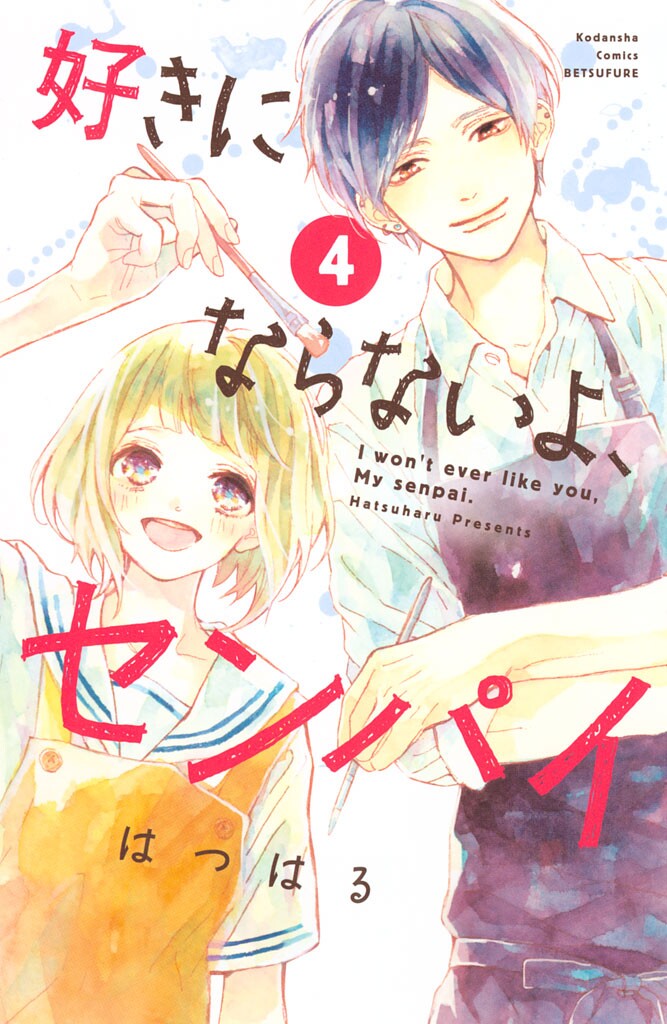 好きに
Kodansha
Comics
BETSUFURE
4
ならないよ、
I won't ever like you,
My senpai.
Hatsuharu Presents
センパイ
はつはる